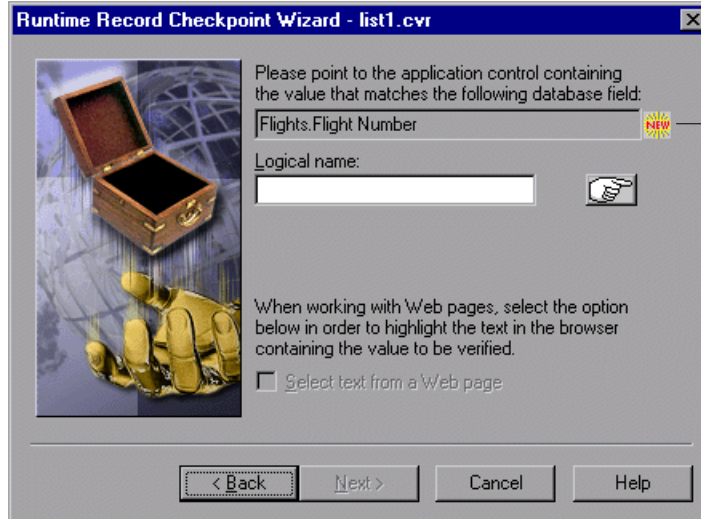 Runtime Record Checkpoint Wizard - list1.cvr
Please point to the application control containing
the value that matches the following database field:
Flights.Flight Number
NEW
Logical name:
When working with Web pages, select the option
below in order to highlight the text in the browser
containing the value to be verified.
Select text from a Web page
< Back
Next >
Cancel
Help